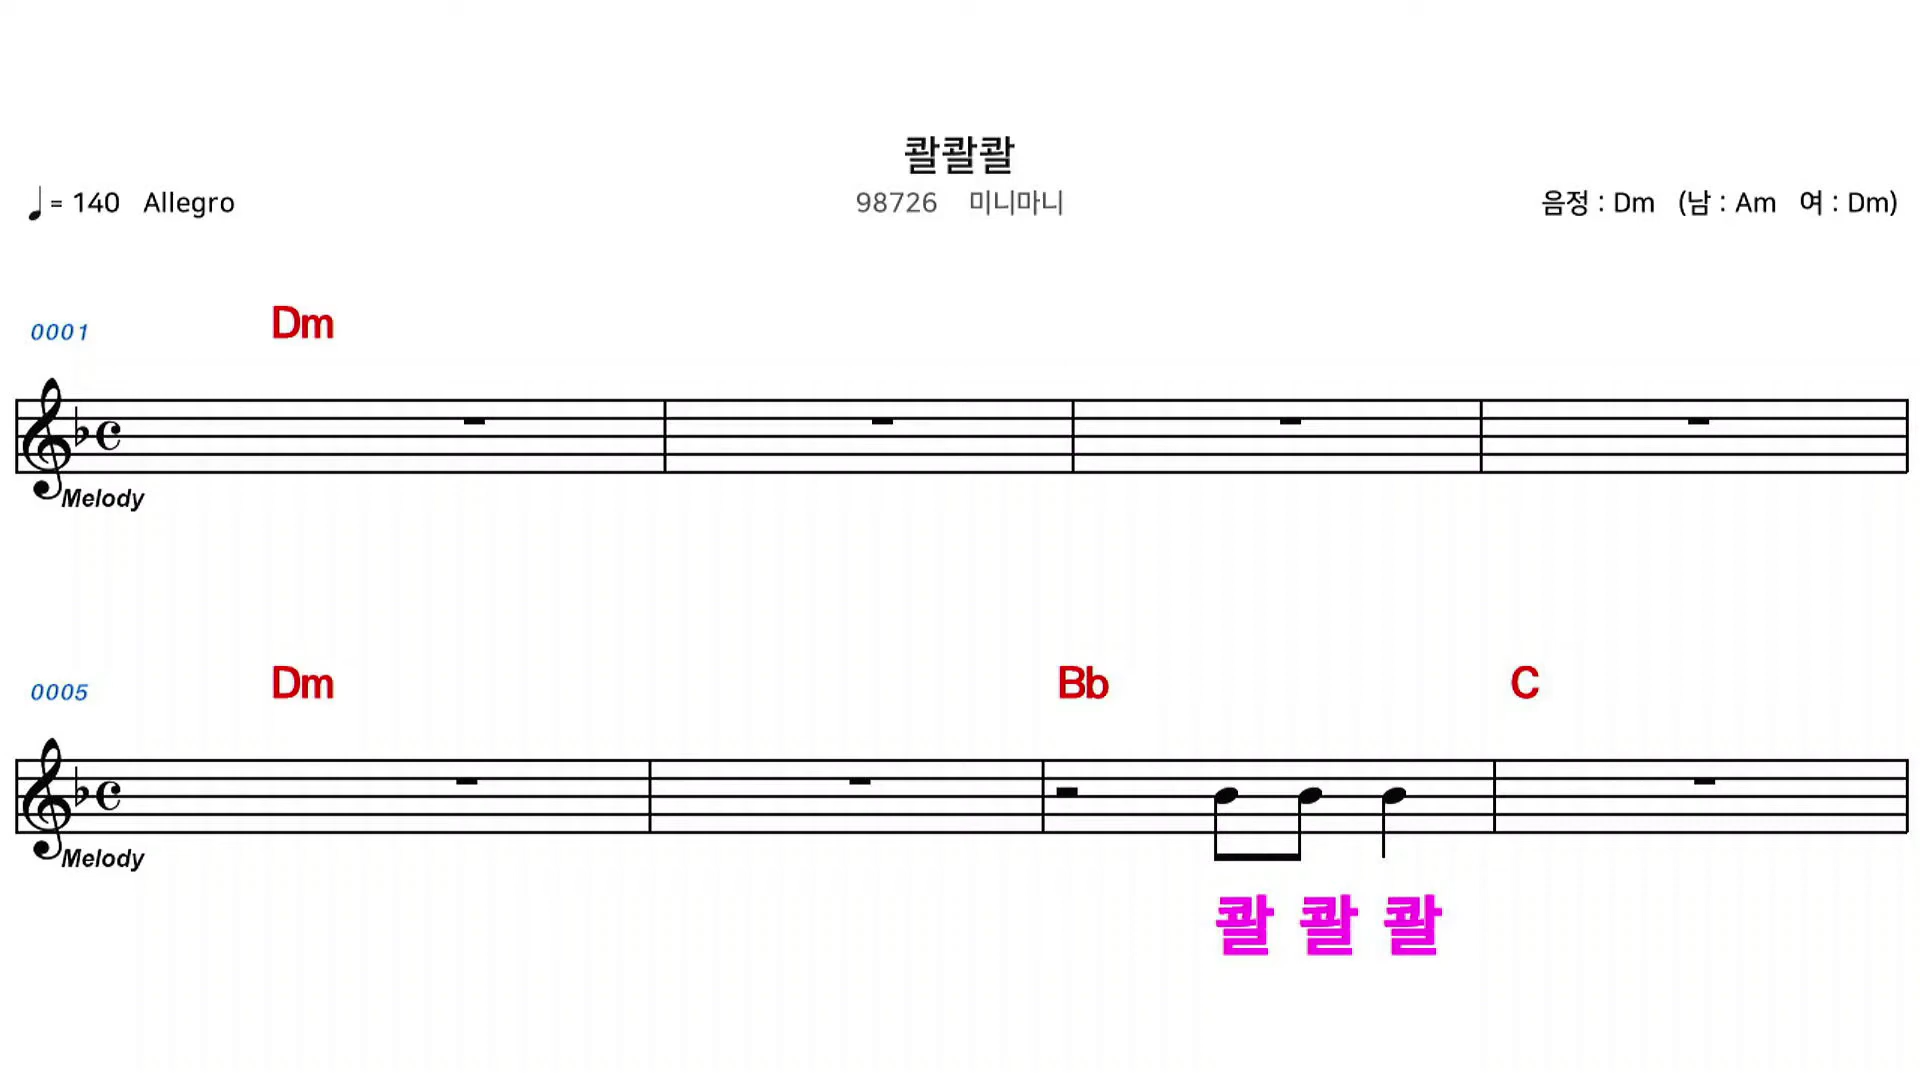 콸콸콸
♩= 140 Allegro
98726 미니마니
음정 : Dm (남 : Am 여 : Dm)
0001 Dm
Melody
0005 Dm Bb C
Melody
콸 콸 콸